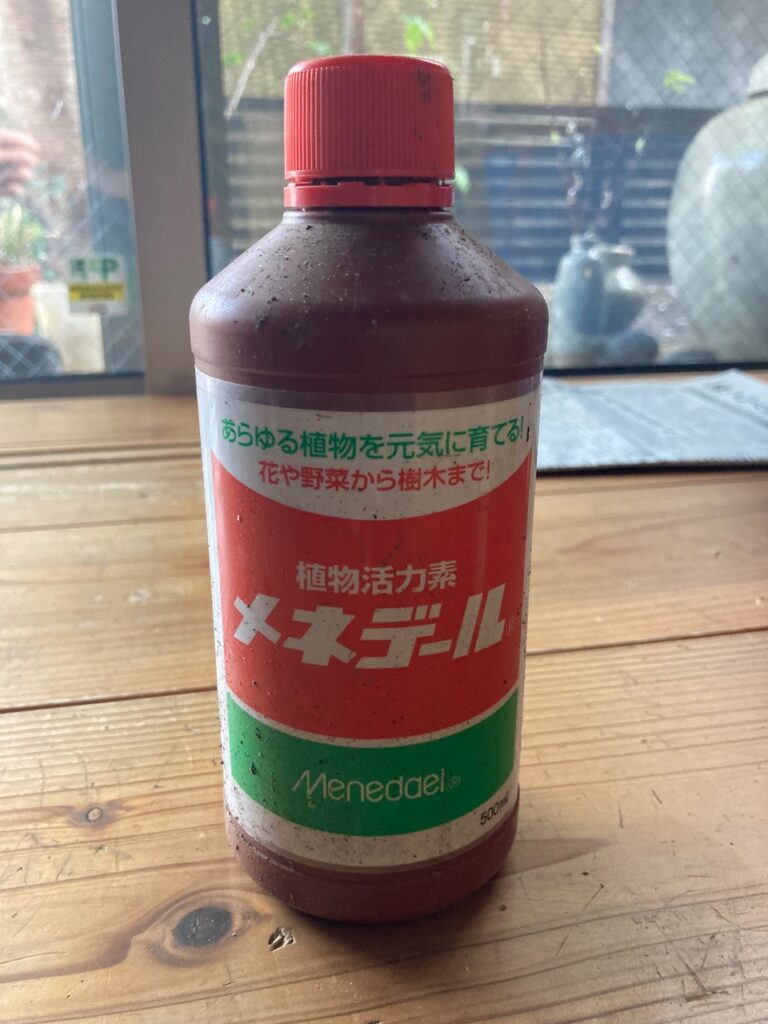 あらゆる植物を元気に育てる!
花や野菜から樹木まで!
植物活力素
メネデール®
Menedael®
500ml